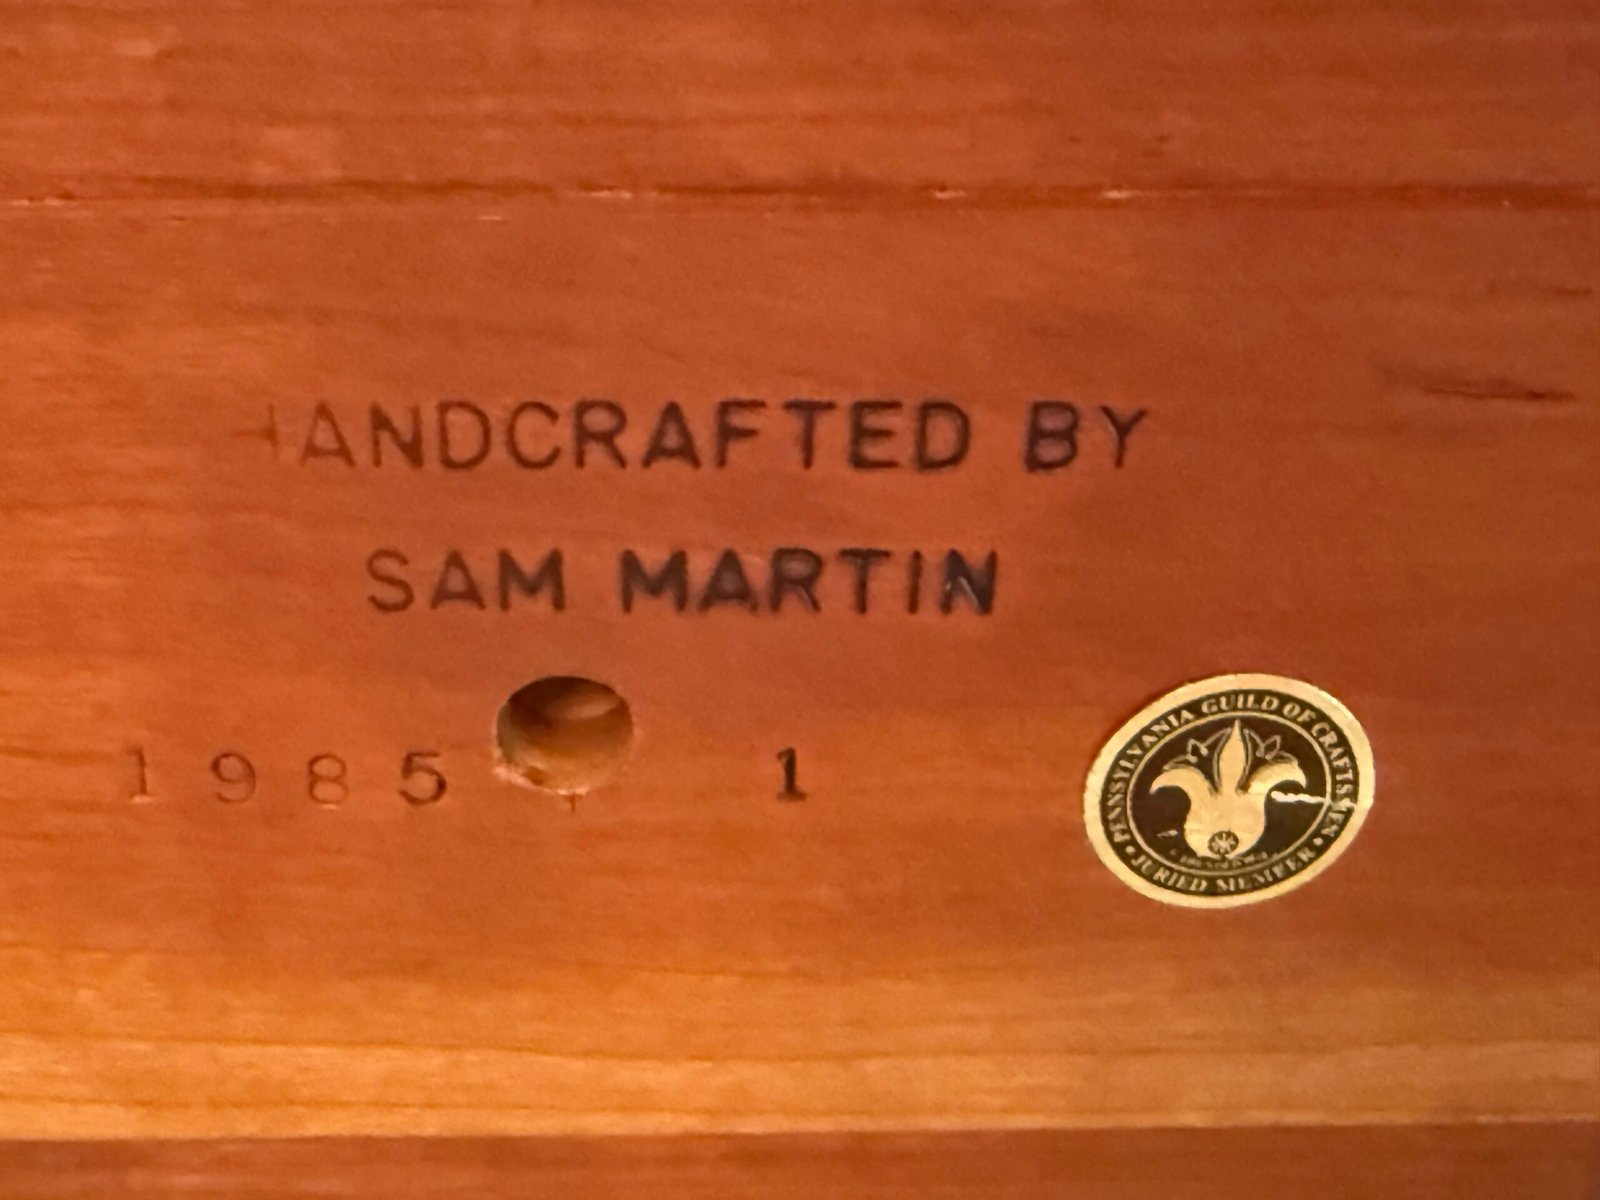 HANDCRAFTED BY
SAM MARTIN
1985 1
PENNSYLVANIA GUILD OF CRAFTSMEN
• JURIED MEMBER •